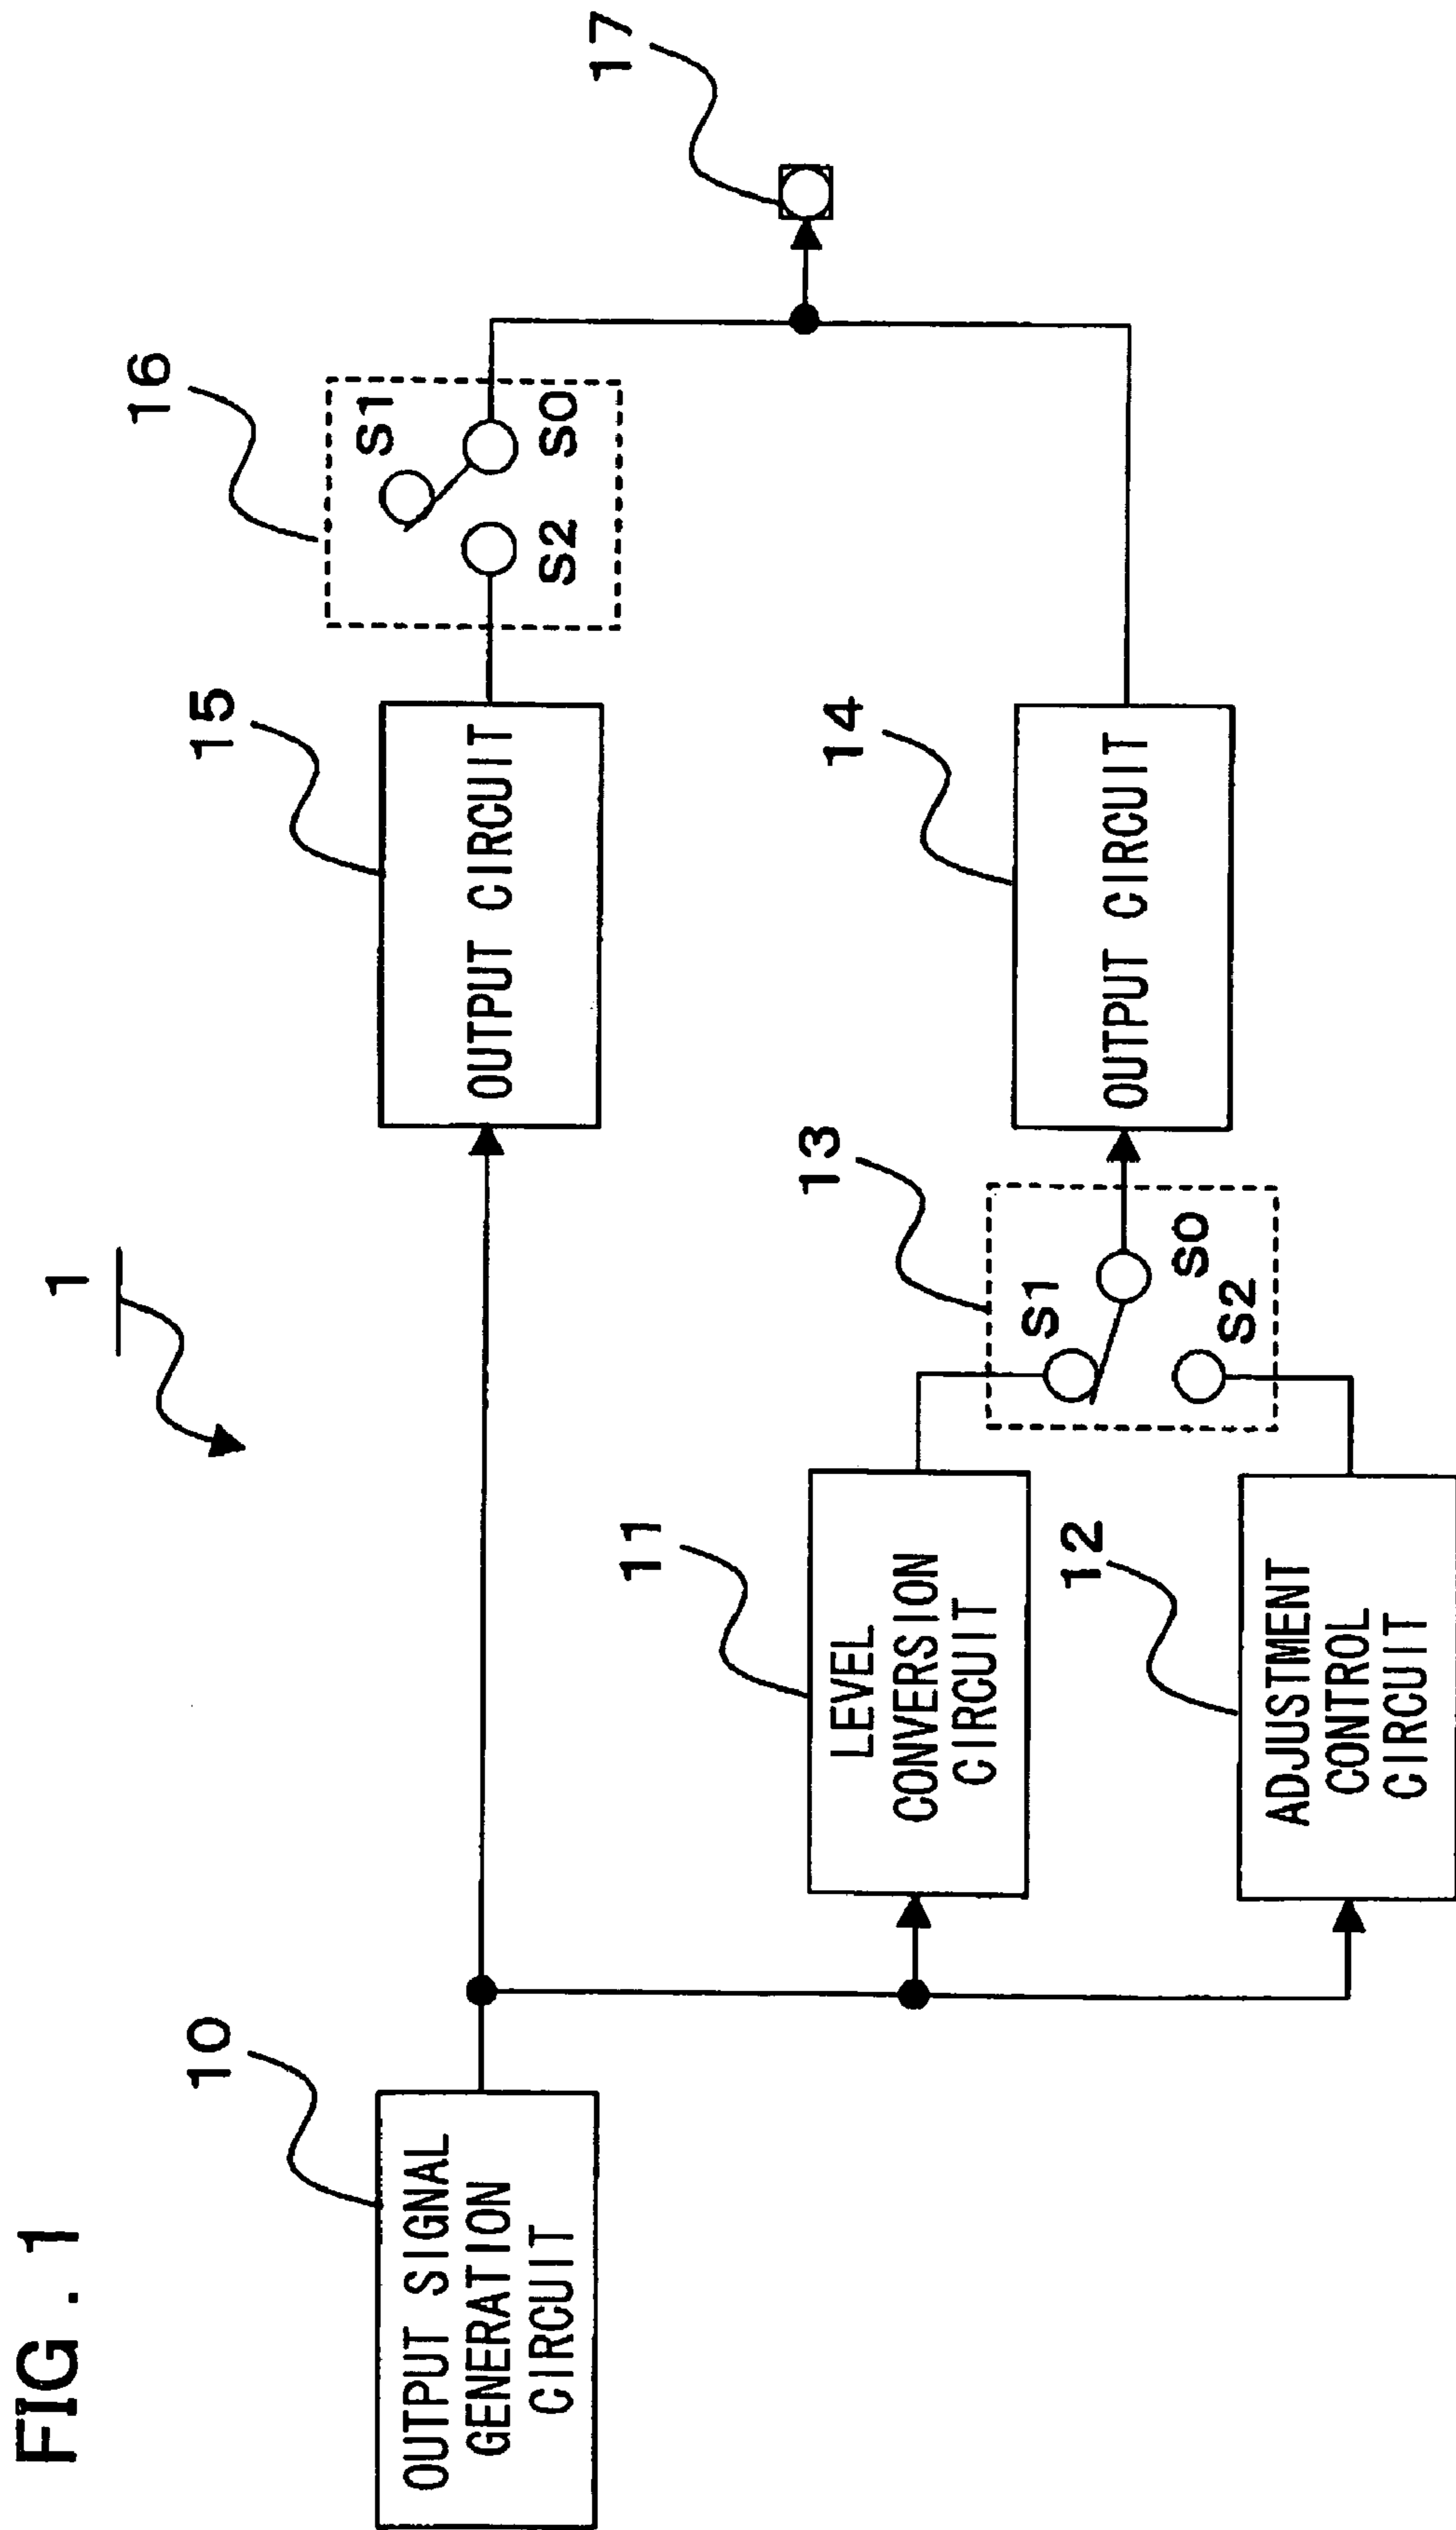 FIG. 1
1
10
OUTPUT SIGNAL
GENERATION
CIRCUIT
15
OUTPUT CIRCUIT
16
S1
S2
S0
17
11
LEVEL
CONVERSION
CIRCUIT
12
ADJUSTMENT
CONTROL
CIRCUIT
13
S1
S0
S2
14
OUTPUT CIRCUIT